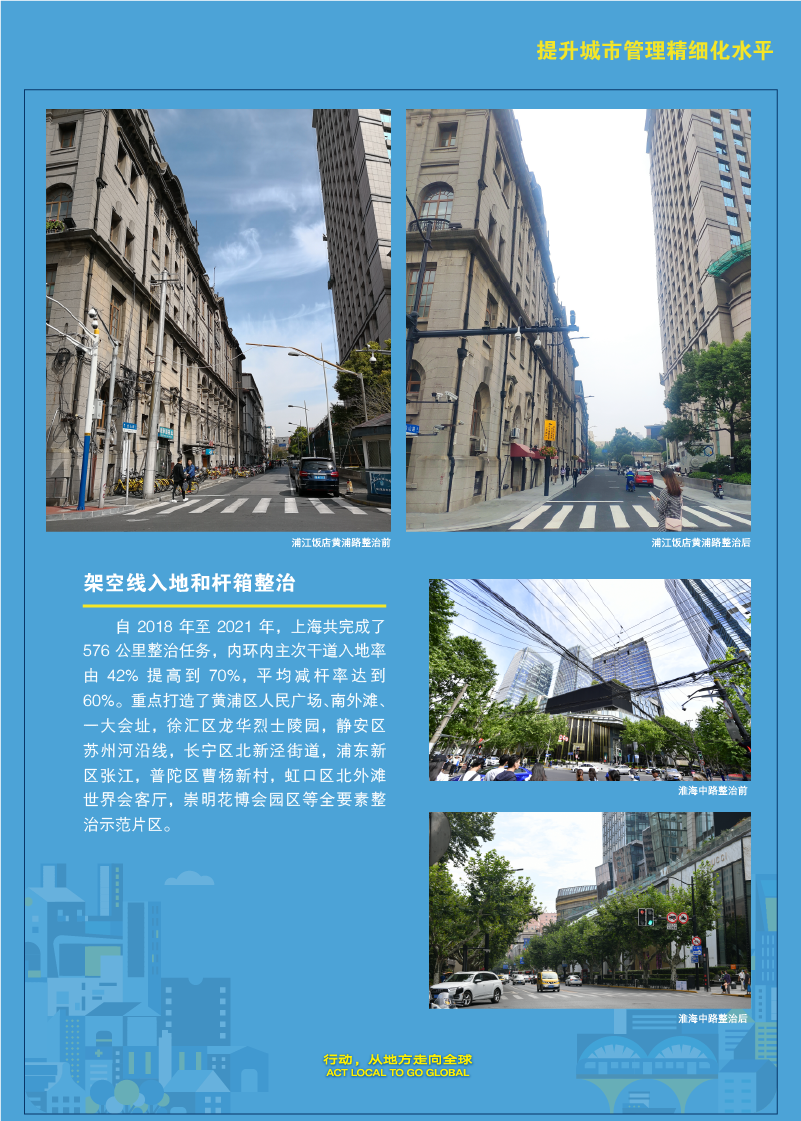 提升城市管理精细化水平
浦江饭店黄浦路整治前
浦江饭店黄浦路整治后
架空线入地和杆箱整治
自 2018 年至 2021 年，上海共完成了
576 公里整治任务，内环内主次干道入地率
由 42% 提高到 70%，平均减杆率达到
60%。重点打造了黄浦区人民广场、南外滩、
一大会址，徐汇区龙华烈士陵园，静安区
苏州河沿线，长宁区北新泾街道，浦东新
区张江，普陀区曹杨新村，虹口区北外滩
世界会客厅，崇明花博会园区等全要素整
治示范片区。
淮海中路整治前
GUCCI
淮海中路整治后
行动，从地方走向全球
ACT LOCAL TO GO GLOBAL